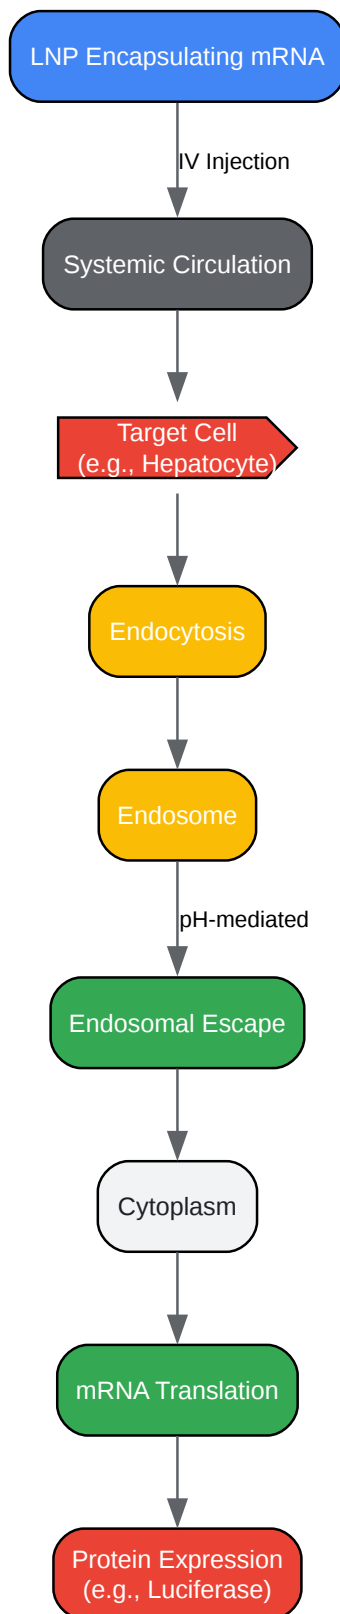 LNP Encapsulating mRNA
IV Injection
Systemic Circulation
Target Cell
(e.g., Hepatocyte)
Endocytosis
Endosome
pH-mediated
Endosomal Escape
Cytoplasm
mRNA Translation
Protein Expression
(e.g., Luciferase)